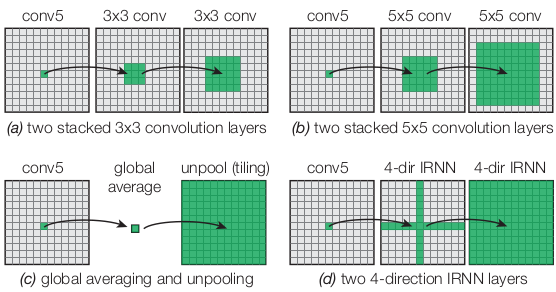 conv5 3x3 conv 3x3 conv
(a) two stacked 3x3 convolution layers
conv5 5x5 conv 5x5 conv
(b) two stacked 5x5 convolution layers
conv5 global average unpool (tiling)
(c) global averaging and unpooling
conv5 4-dir IRNN 4-dir IRNN
(d) two 4-direction IRNN layers